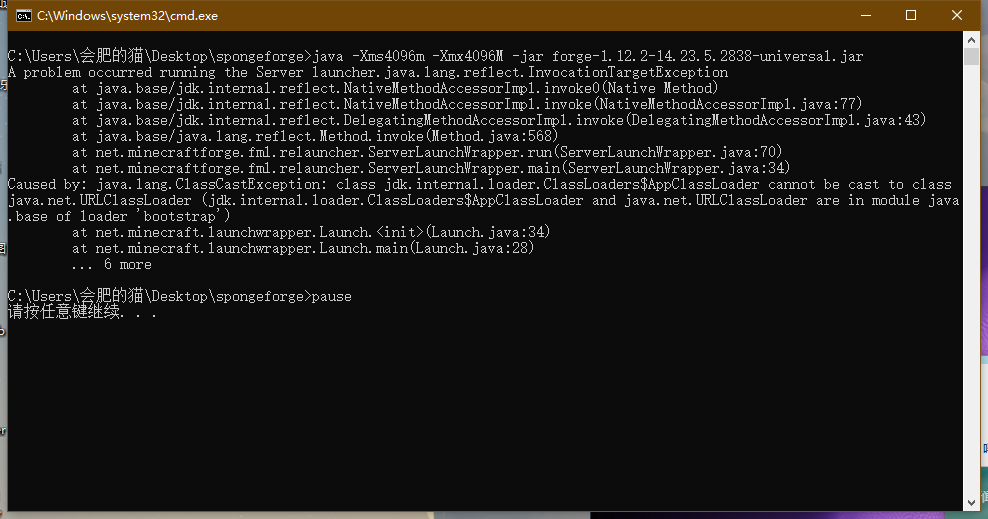 C:\Windows\system32\cmd.exe
C:\Users\会肥的猫\Desktop\spongeforge>java -Xms4096m -Xmx4096M -jar forge-1.12.2-14.23.5.2838-universal.jar
A problem occurred running the Server launcher.java.lang.reflect.InvocationTargetException
at java.base/jdk.internal.reflect.NativeMethodAccessorImpl.invoke0(Native Method)
at java.base/jdk.internal.reflect.NativeMethodAccessorImpl.invoke(NativeMethodAccessorImpl.java:77)
at java.base/jdk.internal.reflect.DelegatingMethodAccessorImpl.invoke(DelegatingMethodAccessorImpl.java:43)
at java.base/java.lang.reflect.Method.invoke(Method.java:568)
at net.minecraftforge.fml.relauncher.ServerLaunchWrapper.run(ServerLaunchWrapper.java:70)
at net.minecraftforge.fml.relauncher.ServerLaunchWrapper.main(ServerLaunchWrapper.java:34)
Caused by: java.lang.ClassCastException: class jdk.internal.loader.ClassLoaders$AppClassLoader cannot be cast to class
java.net.URLClassLoader (jdk.internal.loader.ClassLoaders$AppClassLoader and java.net.URLClassLoader are in module java
.base of loader 'bootstrap')
at net.minecraft.launchwrapper.Launch.<init>(Launch.java:34)
at net.minecraft.launchwrapper.Launch.main(Launch.java:28)
... 6 more
C:\Users\会肥的猫\Desktop\spongeforge>pause
请按任意键继续. . .